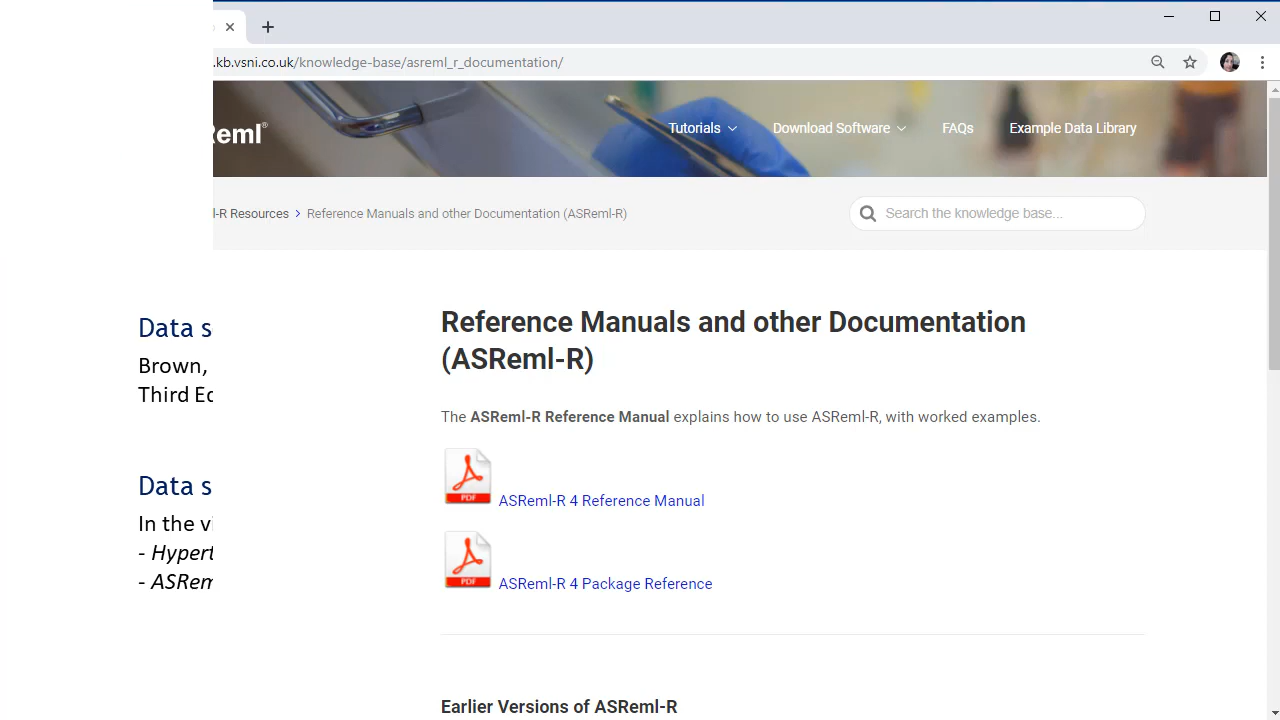 .kb.vsni.co.uk/knowledge-base/asreml_r_documentation/
Reml®
Tutorials
Download Software
FAQs
Example Data Library
l-R Resources > Reference Manuals and other Documentation (ASReml-R)
Search the knowledge base...
Data s
Brown,
Third Ed
Data s
In the vi
- Hypert
- ASRem
Reference Manuals and other Documentation
(ASReml-R)
The ASReml-R Reference Manual explains how to use ASReml-R, with worked examples.
PDF
ASReml-R 4 Reference Manual
PDF
ASReml-R 4 Package Reference
Earlier Versions of ASReml-R